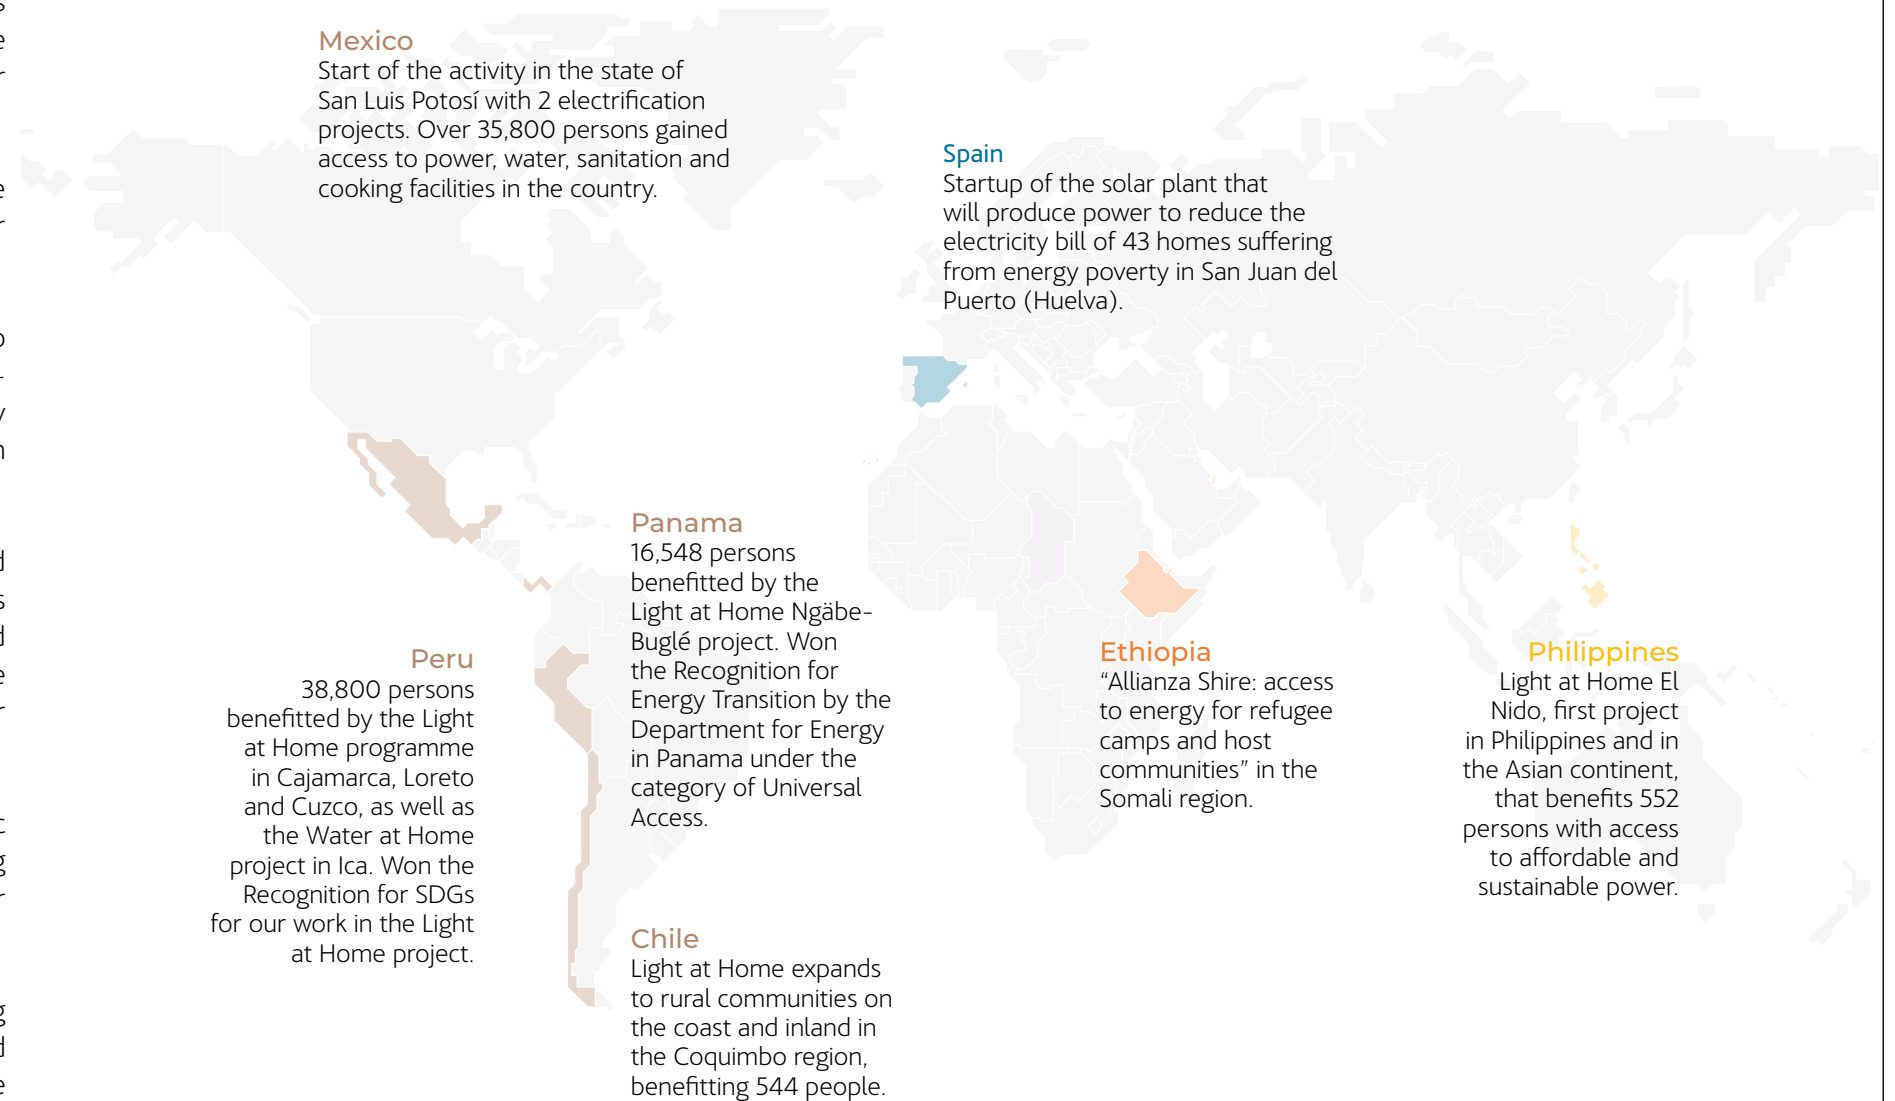 Mexico
Start of the activity in the state of
San Luis Potosí with 2 electrification
projects. Over 35,800 persons gained
access to power, water, sanitation and
cooking facilities in the country.
Spain
Startup of the solar plant that
will produce power to reduce the
electricity bill of 43 homes suffering
from energy poverty in San Juan del
Puerto (Huelva).
Panama
16,548 persons
benefitted by the
Light at Home Ngäbe-
Buglé project. Won
the Recognition for
Energy Transition by the
Department for Energy
in Panama under the
category of Universal
Access.
Peru
38,800 persons
benefitted by the Light
at Home programme
in Cajamarca, Loreto
and Cuzco, as well as
the Water at Home
project in Ica. Won the
Recognition for SDGs
for our work in the Light
at Home project.
Ethiopia
“Allianza Shire: access
to energy for refugee
camps and host
communities” in the
Somali region.
Philippines
Light at Home El
Nido, first project
in Philippines and in
the Asian continent,
that benefits 552
persons with access
to affordable and
sustainable power.
Chile
Light at Home expands
to rural communities on
the coast and inland in
the Coquimbo region,
benefitting 544 people.